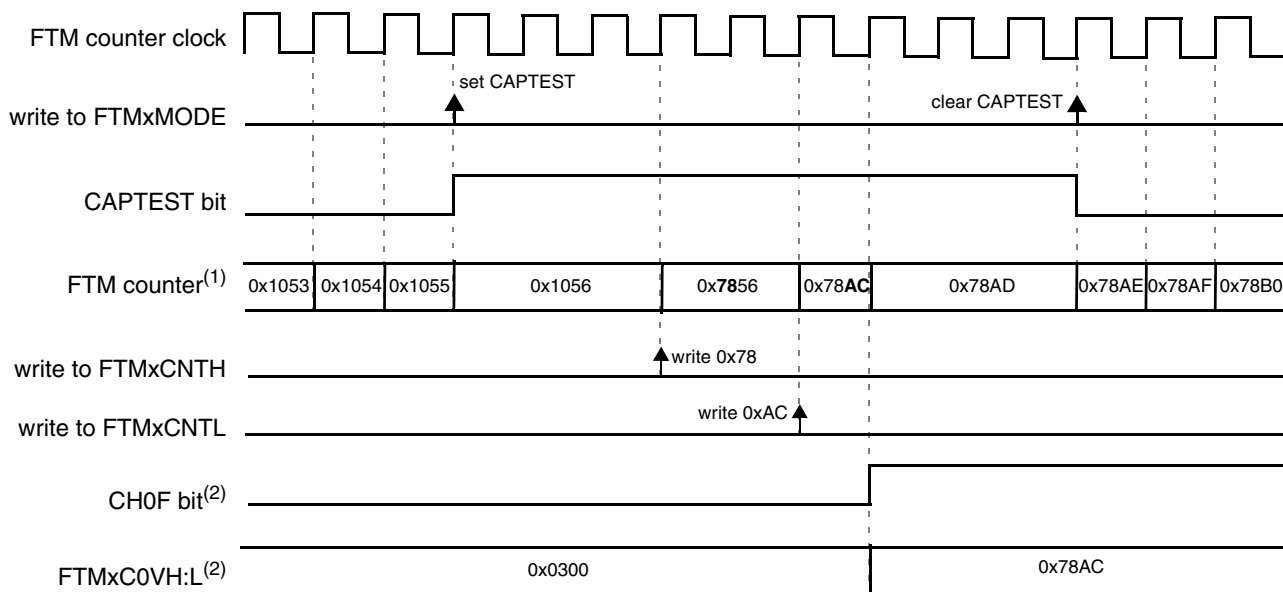 FTM counter clock
set CAPTEST
clear CAPTEST
write to FTMxMODE
CAPTEST bit
FTM counter(1) 0x1053 0x1054 0x1055 0x1056 0x7856 0x78AC 0x78AD 0x78AE 0x78AF 0x78B0
write 0x78
write to FTMxCNTH
write 0xAC
write to FTMxCNTL
CH0F bit(2)
FTMxC0VH:L(2) 0x0300 0x78AC